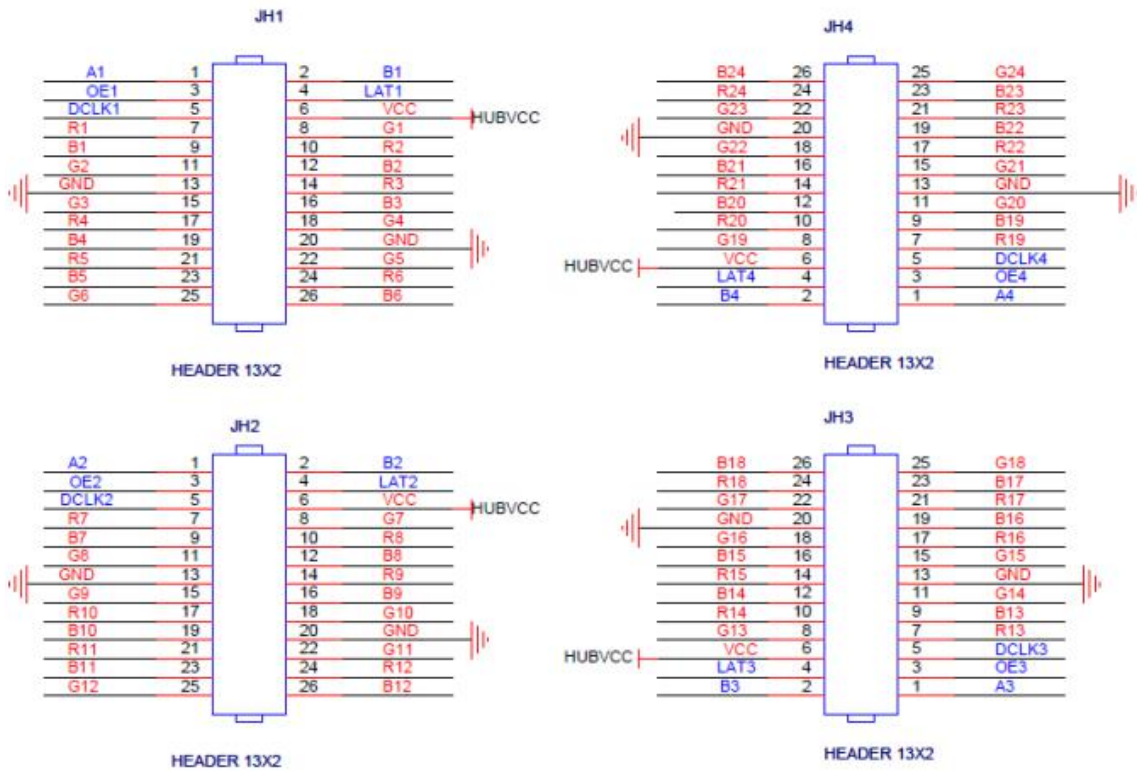 JH1
A1 1 2 B1
OE1 3 4 LAT1
DCLK1 5 6 VCC HUBVCC
R1 7 8 G1
B1 9 10 R2
G2 11 12 B2
GND 13 14 R3
G3 15 16 B3
R4 17 18 G4
B4 19 20 GND
R5 21 22 G5
B5 23 24 R6
G6 25 26 B6
HEADER 13X2
JH4
B24 26 25 G24
R24 24 23 B23
G23 22 21 R23
GND 20 19 B22
G22 18 17 R22
B21 16 15 G21
R21 14 13 GND
B20 12 11 G20
R20 10 9 B19
G19 8 7 R19
HUBVCC VCC 6 5 DCLK4
LAT4 4 3 OE4
B4 2 1 A4
HEADER 13X2
JH2
A2 1 2 B2
OE2 3 4 LAT2
DCLK2 5 6 VCC HUBVCC
R7 7 8 G7
B7 9 10 R8
G8 11 12 B8
GND 13 14 R9
G9 15 16 B9
R10 17 18 G10
B10 19 20 GND
R11 21 22 G11
B11 23 24 R12
G12 25 26 B12
HEADER 13X2
JH3
B18 26 25 G18
R18 24 23 B17
G17 22 21 R17
GND 20 19 B16
G16 18 17 R16
B15 16 15 G15
R15 14 13 GND
B14 12 11 G14
R14 10 9 B13
G13 8 7 R13
HUBVCC VCC 6 5 DCLK3
LAT3 4 3 OE3
B3 2 1 A3
HEADER 13X2